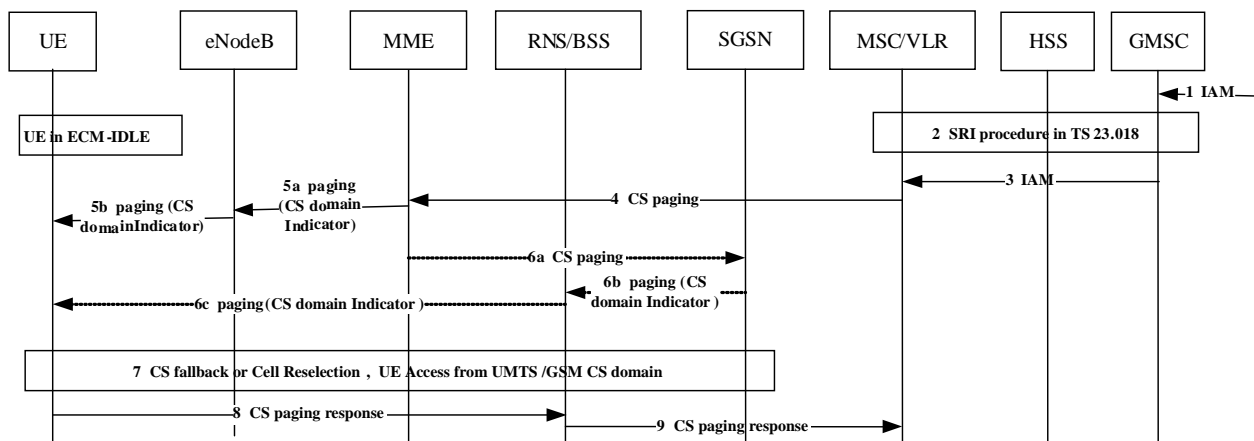 UE
eNodeB
MME
RNS/BSS
SGSN
MSC/VLR
HSS
GMSC
1 IAM
UE in ECM-IDLE
2 SRI procedure in TS 23.018
3 IAM
4 CS paging
5a paging
(CS domain
Indicator)
5b paging (CS
domainIndicator)
6a CS paging
6b paging (CS
domain Indicator)
6c paging (CS domain Indicator )
7 CS fallback or Cell Reselection , UE Access from UMTS /GSM CS domain
8 CS paging response
9 CS paging response